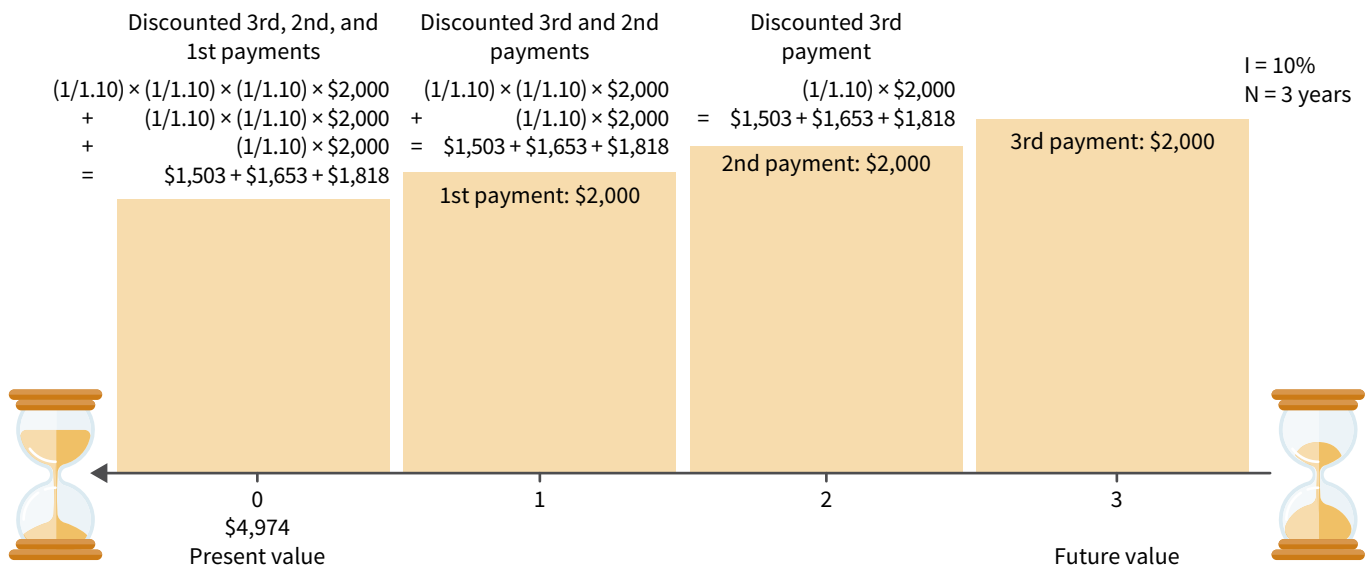 Discounted 3rd, 2nd, and
1st payments
(1/1.10) × (1/1.10) × (1/1.10) × $2,000
+ (1/1.10) × (1/1.10) × $2,000
+ (1/1.10) × $2,000
= $1,503 + $1,653 + $1,818
Discounted 3rd and 2nd
payments
(1/1.10) × (1/1.10) × $2,000
+ (1/1.10) × $2,000
= $1,503 + $1,653 + $1,818
1st payment: $2,000
Discounted 3rd
payment
(1/1.10) × $2,000
= $1,503 + $1,653 + $1,818
2nd payment: $2,000
I = 10%
N = 3 years
3rd payment: $2,000
0
$4,974
Present value
1
2
3
Future value